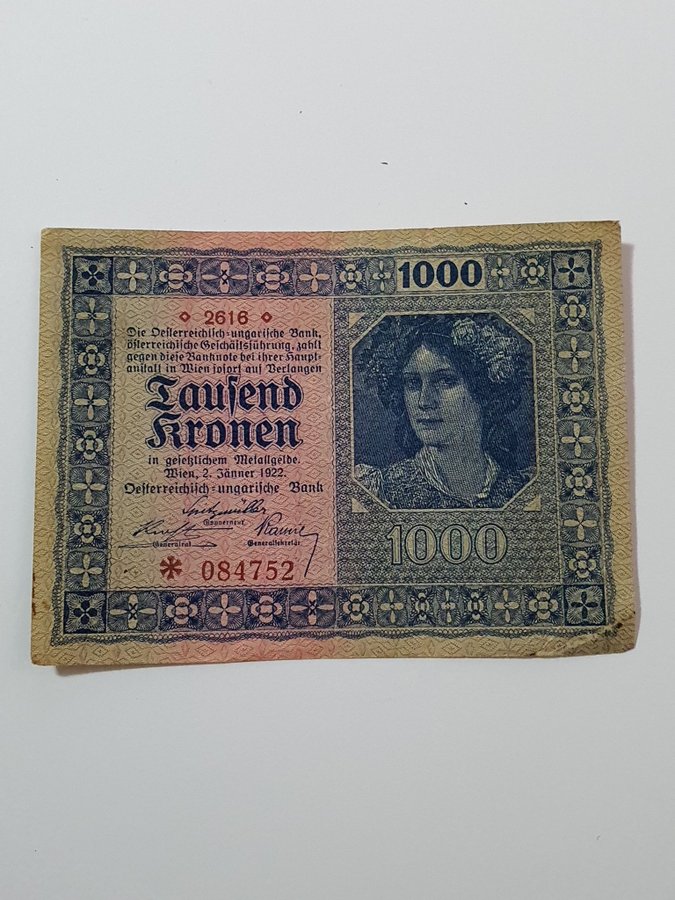 1000
◇ 2616 ◇
Die Oesterreichisch-ungarische Bank,
österreichische Geschäftsführung, zahlt
gegen diese Banknote bei ihrer Haupt-
anstalt in Wien sofort auf Verlangen
Tausend
Kronen
in gesetzlichem Metallgelde.
Wien, 2. Jänner 1922.
Oesterreichisch-ungarische Bank
Gouverneur
Generalrat Generalsekretär
* 084752
1000